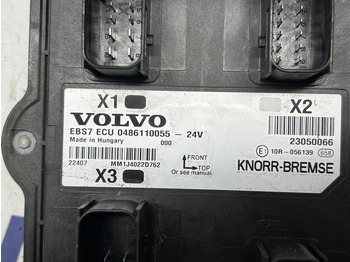 X1
X2
VOLVO
EBS7 ECU 0486110055 - 24V
Made in Hungary
000
23050066
E1 10R-056139 658
22407
MM1J4022D762
FRONT
TOP
Or see manual
KNORR-BREMSE
X3